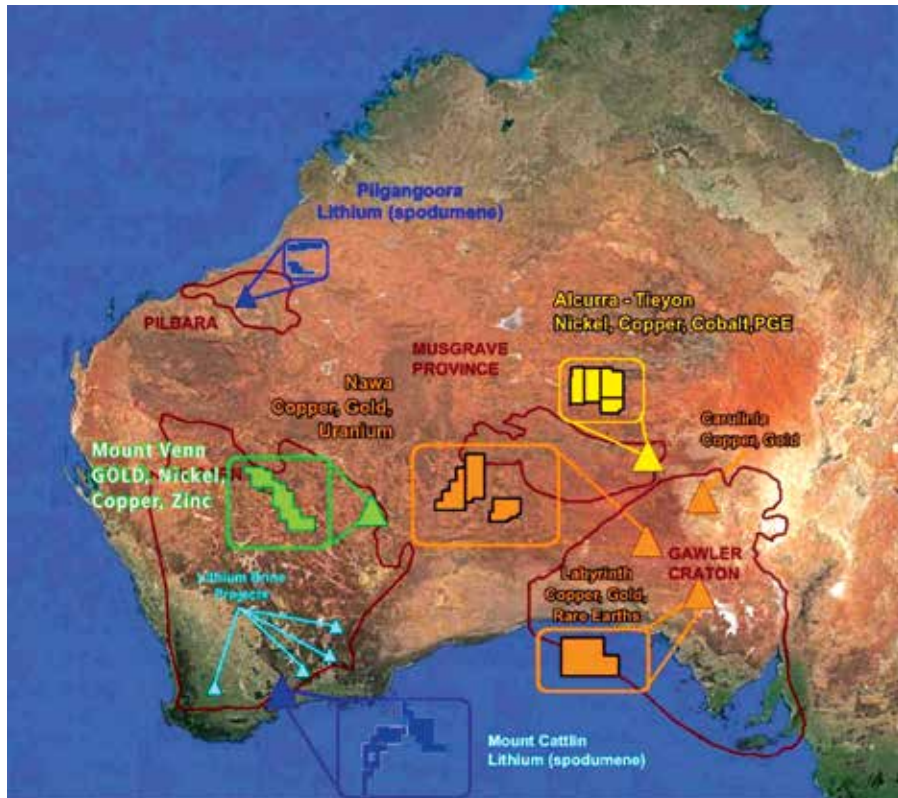 Pilgangoora
Lithium (spodumene)
PILBARA
Alcurra - Tieyon
Nickel, Copper, Cobalt,PGE
MUSGRAVE
PROVINCE
Nawa
Copper, Gold,
Uranium
Carulinia
Copper, Gold
Mount Venn
GOLD, Nickel,
Copper, Zinc
GAWLER
CRATON
Lithium Brine
Projects
Labyrinth
Copper, Gold,
Rare Earths
Mount Cattlin
Lithium (spodumene)